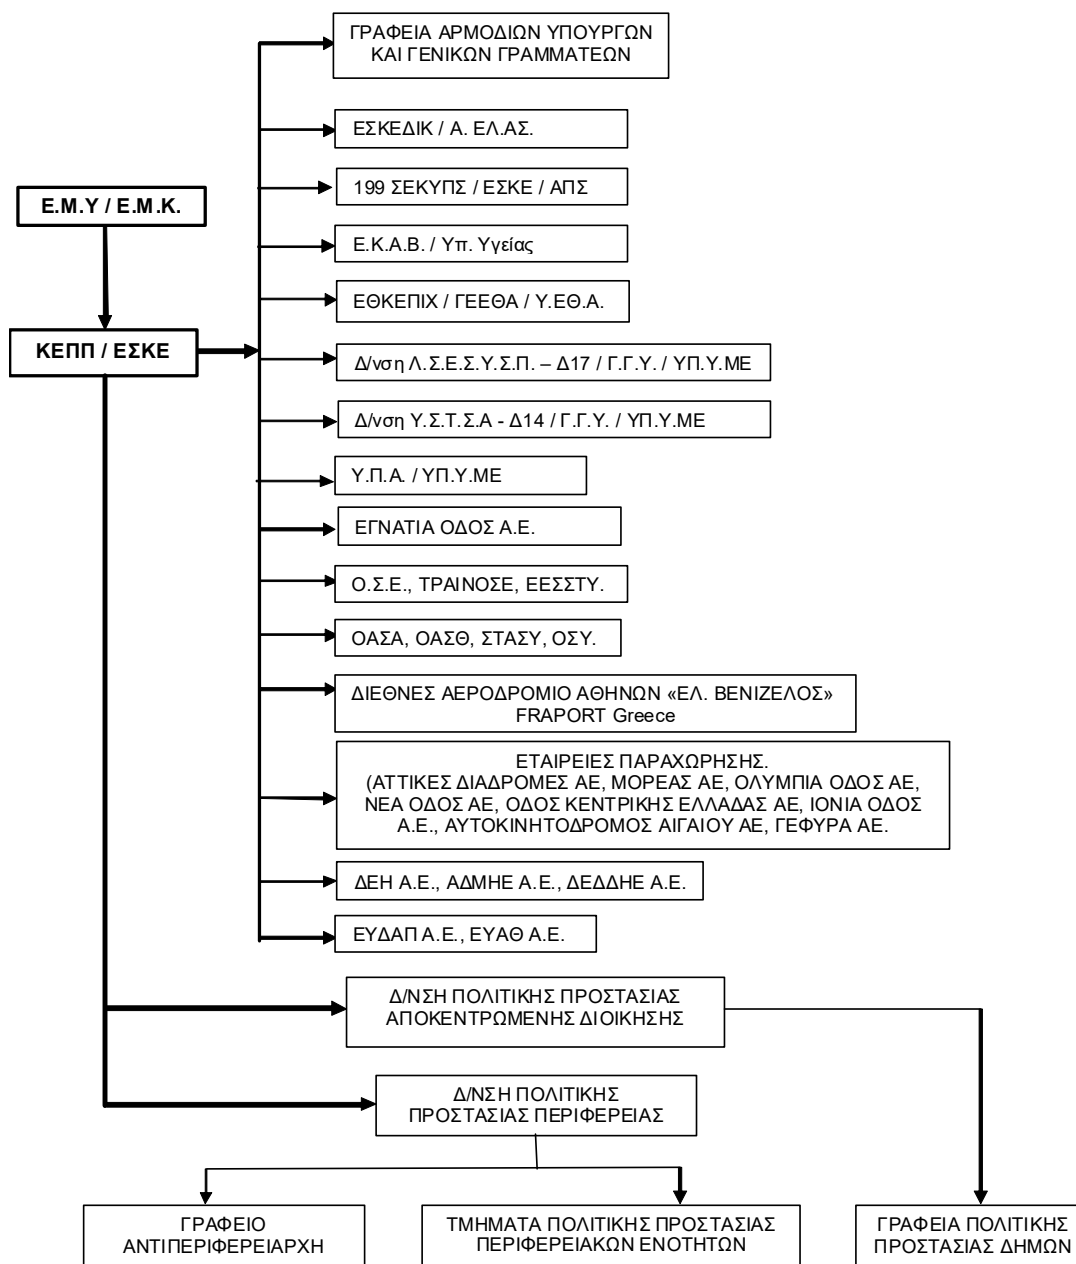 ΓΡΑΦΕΙΑ ΑΡΜΟΔΙΩΝ ΥΠΟΥΡΓΩΝ
ΚΑΙ ΓΕΝΙΚΩΝ ΓΡΑΜΜΑΤΕΩΝ
ΕΣΚΕΔΙΚ / Α. ΕΛ.ΑΣ.
199 ΣΕΚΥΠΣ / ΕΣΚΕ / ΑΠΣ
Ε.Μ.Υ / Ε.Μ.Κ.
Ε.Κ.Α.Β. / Υπ. Υγείας
ΕΘΚΕΠΙΧ / ΓΕΕΘΑ / Υ.ΕΘ.Α.
ΚΕΠΠ / ΕΣΚΕ
Δ/νση Λ.Σ.Ε.Σ.Υ.Σ.Π. – Δ17 / Γ.Γ.Υ. / ΥΠ.Υ.ΜΕ
Δ/νση Υ.Σ.Τ.Σ.Α - Δ14 / Γ.Γ.Υ. / ΥΠ.Υ.ΜΕ
Υ.Π.Α. / ΥΠ.Υ.ΜΕ
ΕΓΝΑΤΙΑ ΟΔΟΣ Α.Ε.
Ο.Σ.Ε., ΤΡΑΙΝΟΣΕ, ΕΕΣΣΤΥ.
ΟΑΣΑ, ΟΑΣΘ, ΣΤΑΣΥ, ΟΣΥ.
ΔΙΕΘΝΕΣ ΑΕΡΟΔΡΟΜΙΟ ΑΘΗΝΩΝ «ΕΛ. ΒΕΝΙΖΕΛΟΣ»
FRAPORT Greece
ΕΤΑΙΡΕΙΕΣ ΠΑΡΑΧΩΡΗΣΗΣ.
(ΑΤΤΙΚΕΣ ΔΙΑΔΡΟΜΕΣ ΑΕ, ΜΟΡΕΑΣ ΑΕ, ΟΛΥΜΠΙΑ ΟΔΟΣ ΑΕ,
ΝΕΑ ΟΔΟΣ ΑΕ, ΟΔΟΣ ΚΕΝΤΡΙΚΗΣ ΕΛΛΑΔΑΣ ΑΕ, ΙΟΝΙΑ ΟΔΟΣ
Α.Ε., ΑΥΤΟΚΙΝΗΤΟΔΡΟΜΟΣ ΑΙΓΑΙΟΥ ΑΕ, ΓΕΦΥΡΑ ΑΕ.
ΔΕΗ Α.Ε., ΑΔΜΗΕ Α.Ε., ΔΕΔΔΗΕ Α.Ε.
ΕΥΔΑΠ Α.Ε., ΕΥΑΘ Α.Ε.
Δ/ΝΣΗ ΠΟΛΙΤΙΚΗΣ ΠΡΟΣΤΑΣΙΑΣ
ΑΠΟΚΕΝΤΡΩΜΕΝΗΣ ΔΙΟΙΚΗΣΗΣ
Δ/ΝΣΗ ΠΟΛΙΤΙΚΗΣ
ΠΡΟΣΤΑΣΙΑΣ ΠΕΡΙΦΕΡΕΙΑΣ
ΓΡΑΦΕΙΟ
ΑΝΤΙΠΕΡΙΦΕΡΕΙΑΡΧΗ
ΤΜΗΜΑΤΑ ΠΟΛΙΤΙΚΗΣ ΠΡΟΣΤΑΣΙΑΣ
ΠΕΡΙΦΕΡΕΙΑΚΩΝ ΕΝΟΤΗΤΩΝ
ΓΡΑΦΕΙΑ ΠΟΛΙΤΙΚΗΣ
ΠΡΟΣΤΑΣΙΑΣ ΔΗΜΩΝ